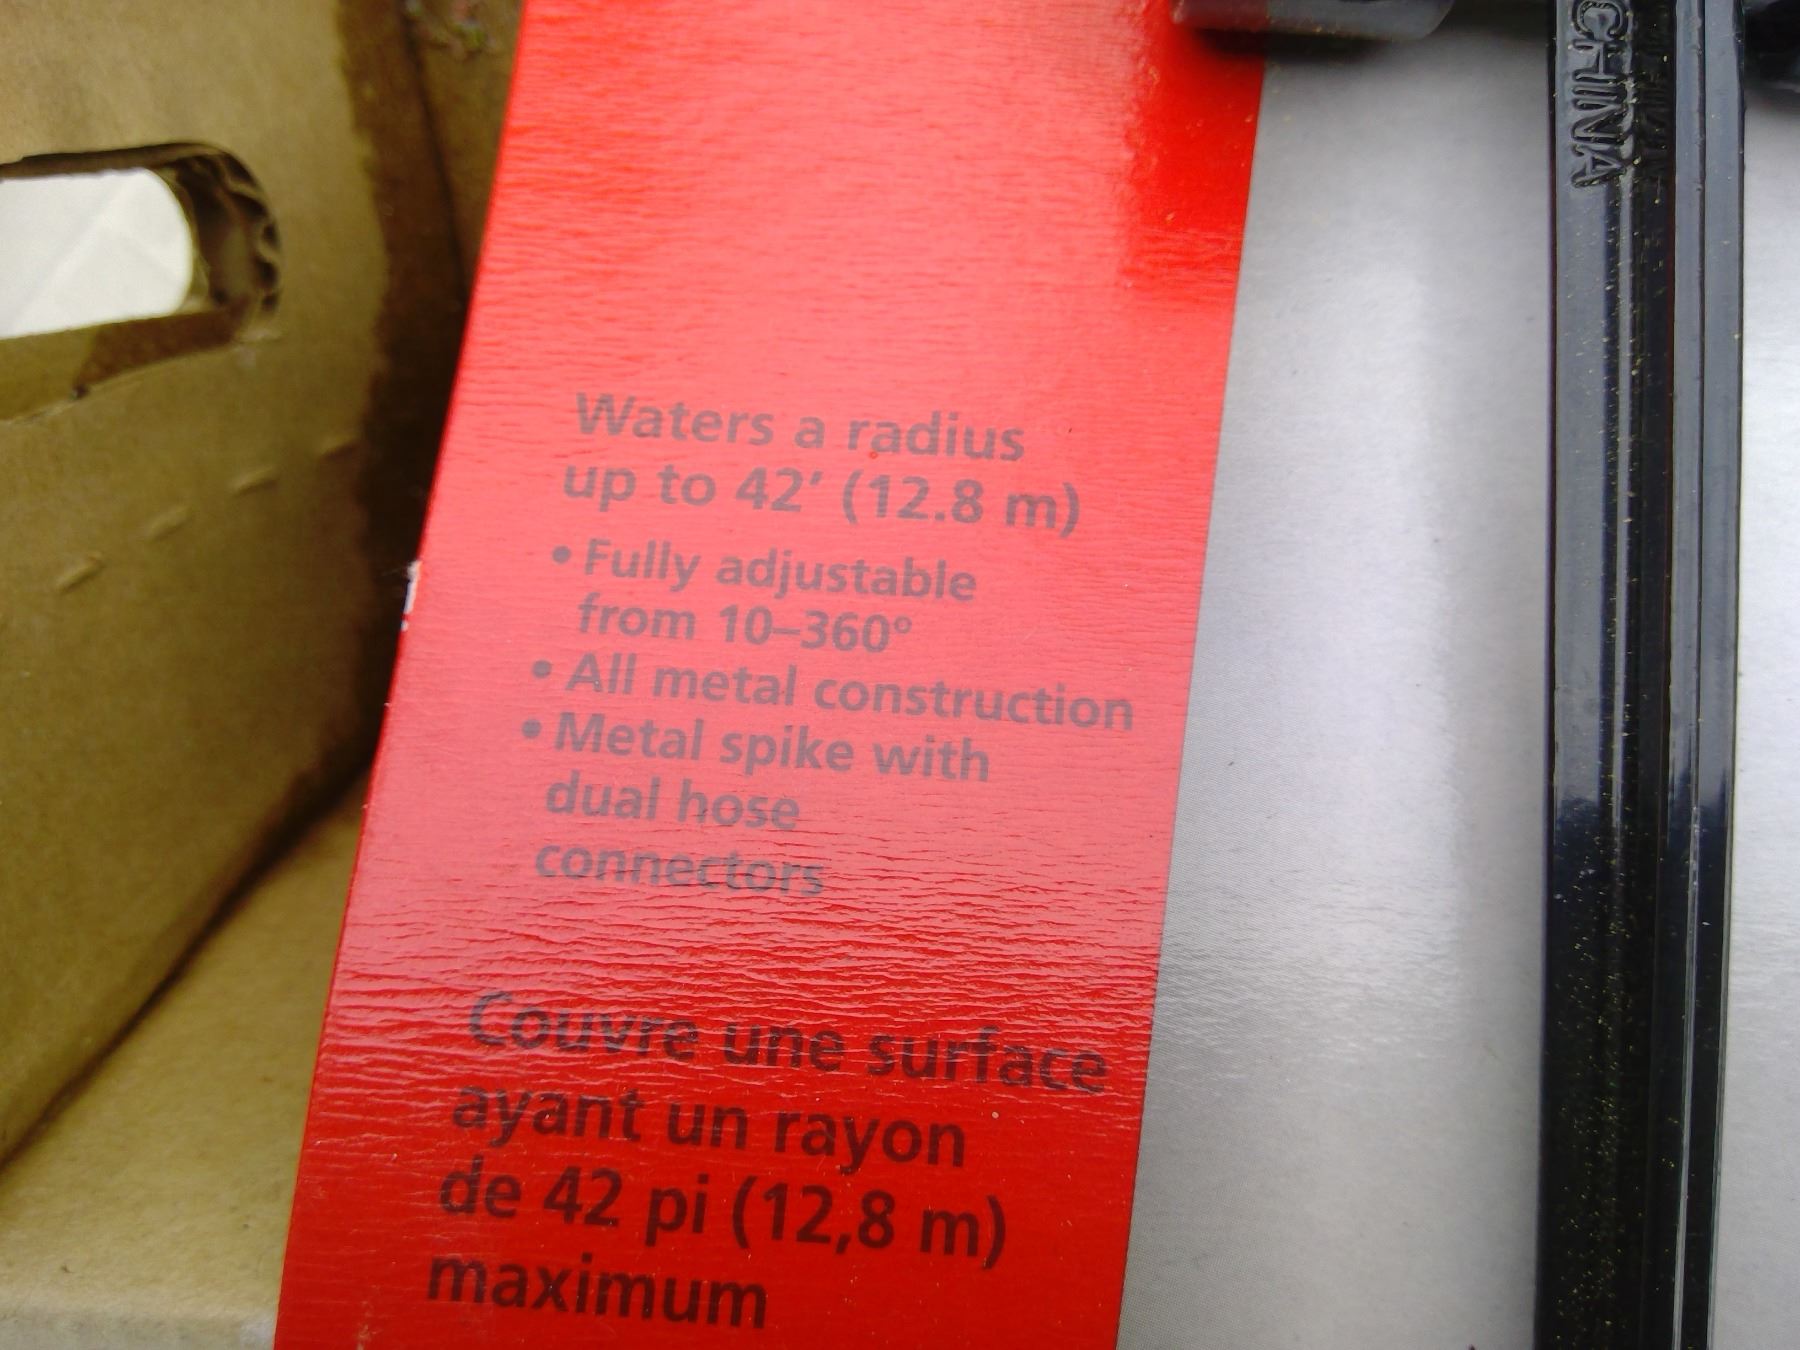 CHINA
Waters a radius
up to 42' (12.8 m)
• Fully adjustable
from 10–360°
• All metal construction
• Metal spike with
dual hose
connectors
Couvre une surface
ayant un rayon
de 42 pi (12,8 m)
maximum